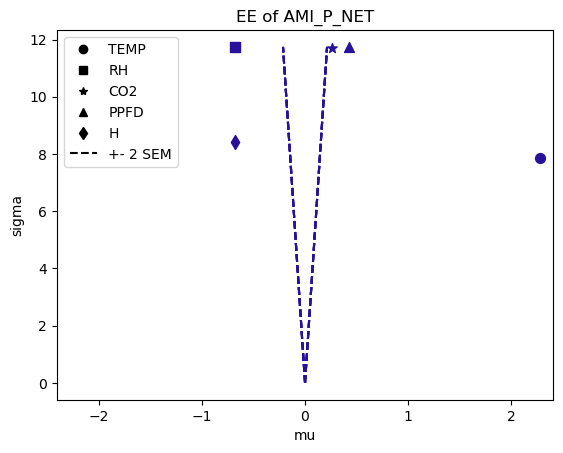 EE of AMI_P_NET
TEMP
RH
CO2
PPFD
H
+- 2 SEM
sigma
12
10
8
6
4
2
0
−2
−1
0
1
2
mu